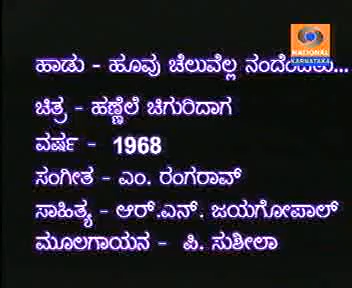 NATIONAL
KARNATAKA
ಹಾಡು - ಹೂವು ಚೆಲುವೆಲ್ಲ ನಂದೆಂದಿತು...
ಚಿತ್ರ - ಹಣ್ಣೆಲೆ ಚಿಗುರಿದಾಗ
ವರ್ಷ - 1968
ಸಂಗೀತ - ಎಂ. ರಂಗರಾವ್
ಸಾಹಿತ್ಯ - ಆರ್.ಎನ್. ಜಯಗೋಪಾಲ್
ಮೂಲಗಾಯನ - ಪಿ. ಸುಶೀಲಾ